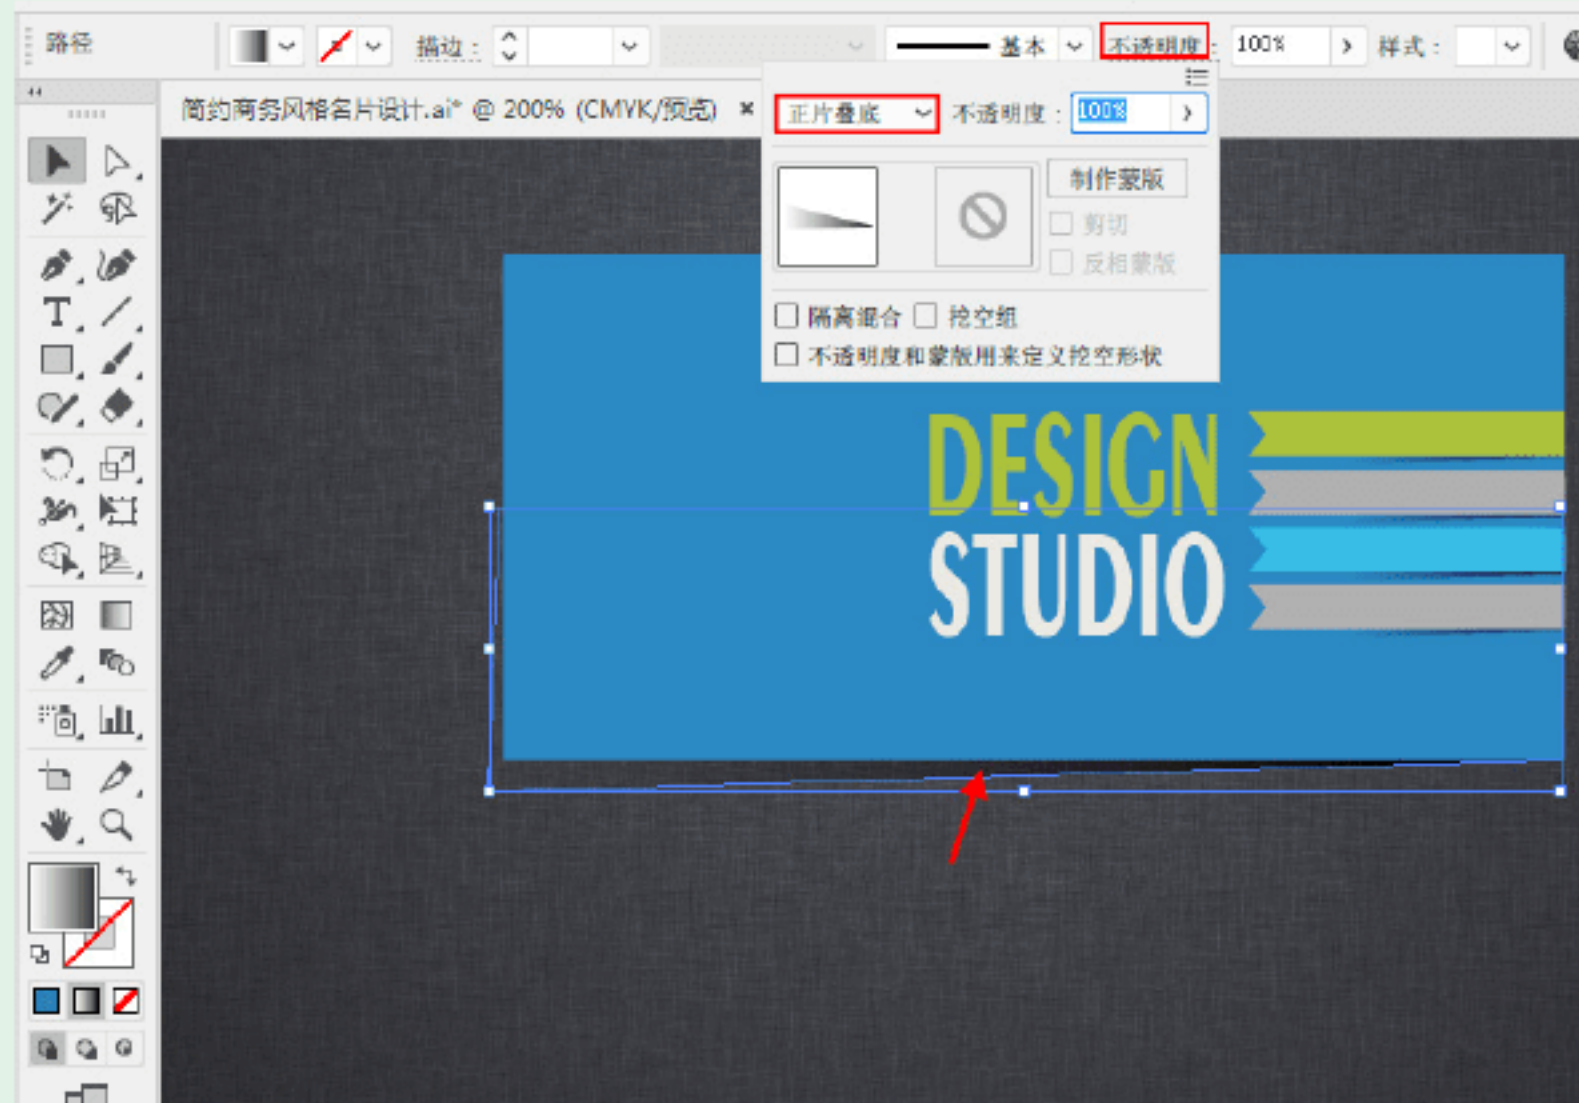 路径
描边：
基本
不透明度：
100%
样式：
简约商务风格名片设计.ai* @ 200% (CMYK/预览)
正片叠底
不透明度：
100%
制作蒙版
剪切
反相蒙版
隔离混合
挖空组
不透明度和蒙版用来定义挖空形状
DESIGN
STUDIO